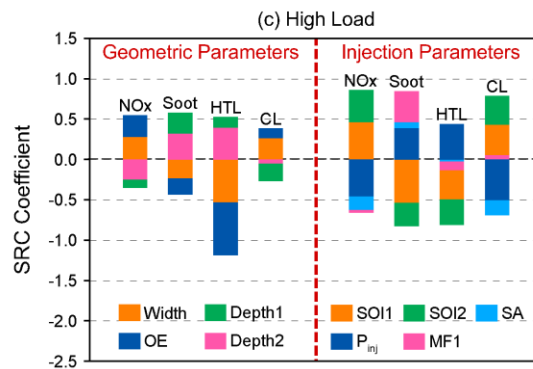 (c) High Load
Geometric Parameters
Injection Parameters
SRC Coefficient
1.5
1.0
0.5
0.0
-0.5
-1.0
-1.5
-2.0
-2.5
NOx
Soot
HTL
CL
NOx
Soot
HTL
CL
Width
Depth1
OE
Depth2
SOI1
SOI2
SA
Pinj
MF1